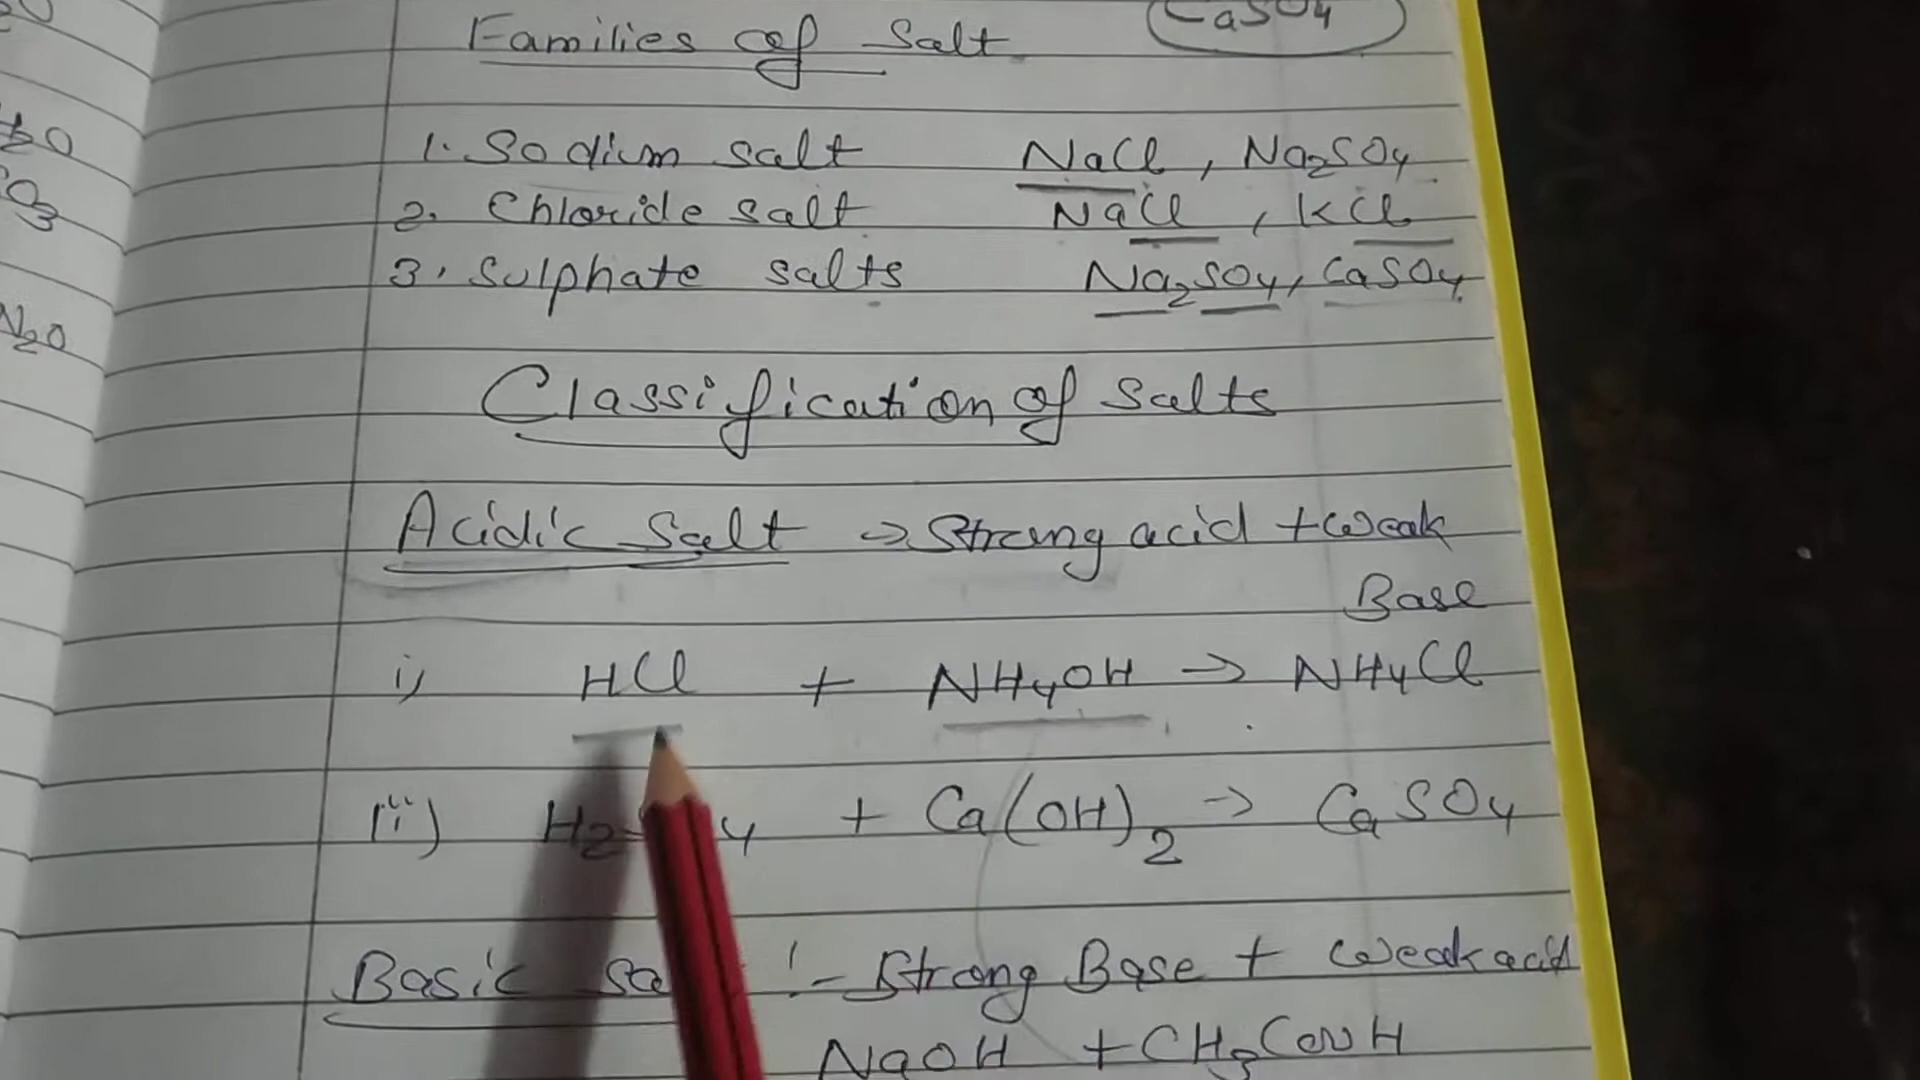 CaSO4
Families of Salt
1. Sodium salt NaCl, Na2SO4
2. Chloride salt NaCl, KCl
3. Sulphate salts Na2SO4, CaSO4
Classification of Salts
Acidic Salt → Strong acid + Weak
Base
i) HCl + NH4OH → NH4Cl
(ii) + Ca(OH)2 → CaSO4
Basic :- Strong Base + Weak acid
NaOH + CH3COOH